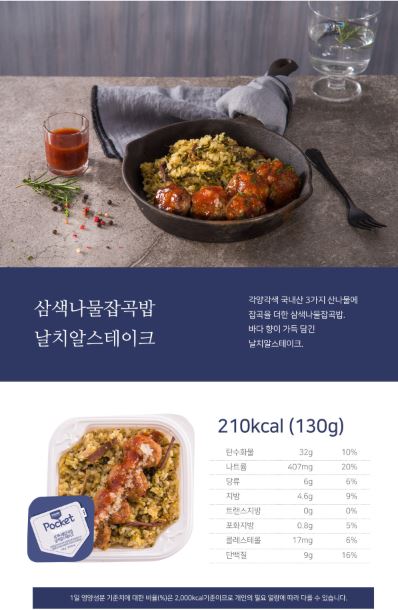 삼색나물잡곡밥
날치알스테이크
각양각색 국내산 3가지 산나물에
잡곡을 더한 삼색나물잡곡밥.
바다 향이 가득 담긴
날치알스테이크.
210kcal (130g)
탄수화물 32g 10%
나트륨 407mg 20%
당류 6g 6%
지방 4.6g 9%
트랜스지방 0g 0%
포화지방 0.8g 5%
콜레스테롤 17mg 6%
단백질 9g 16%
Pocket
1일 영양성분 기준치에 대한 비율(%)은 2,000kcal기준이므로 개인의 필요 열량에 따라 다를 수 있습니다.